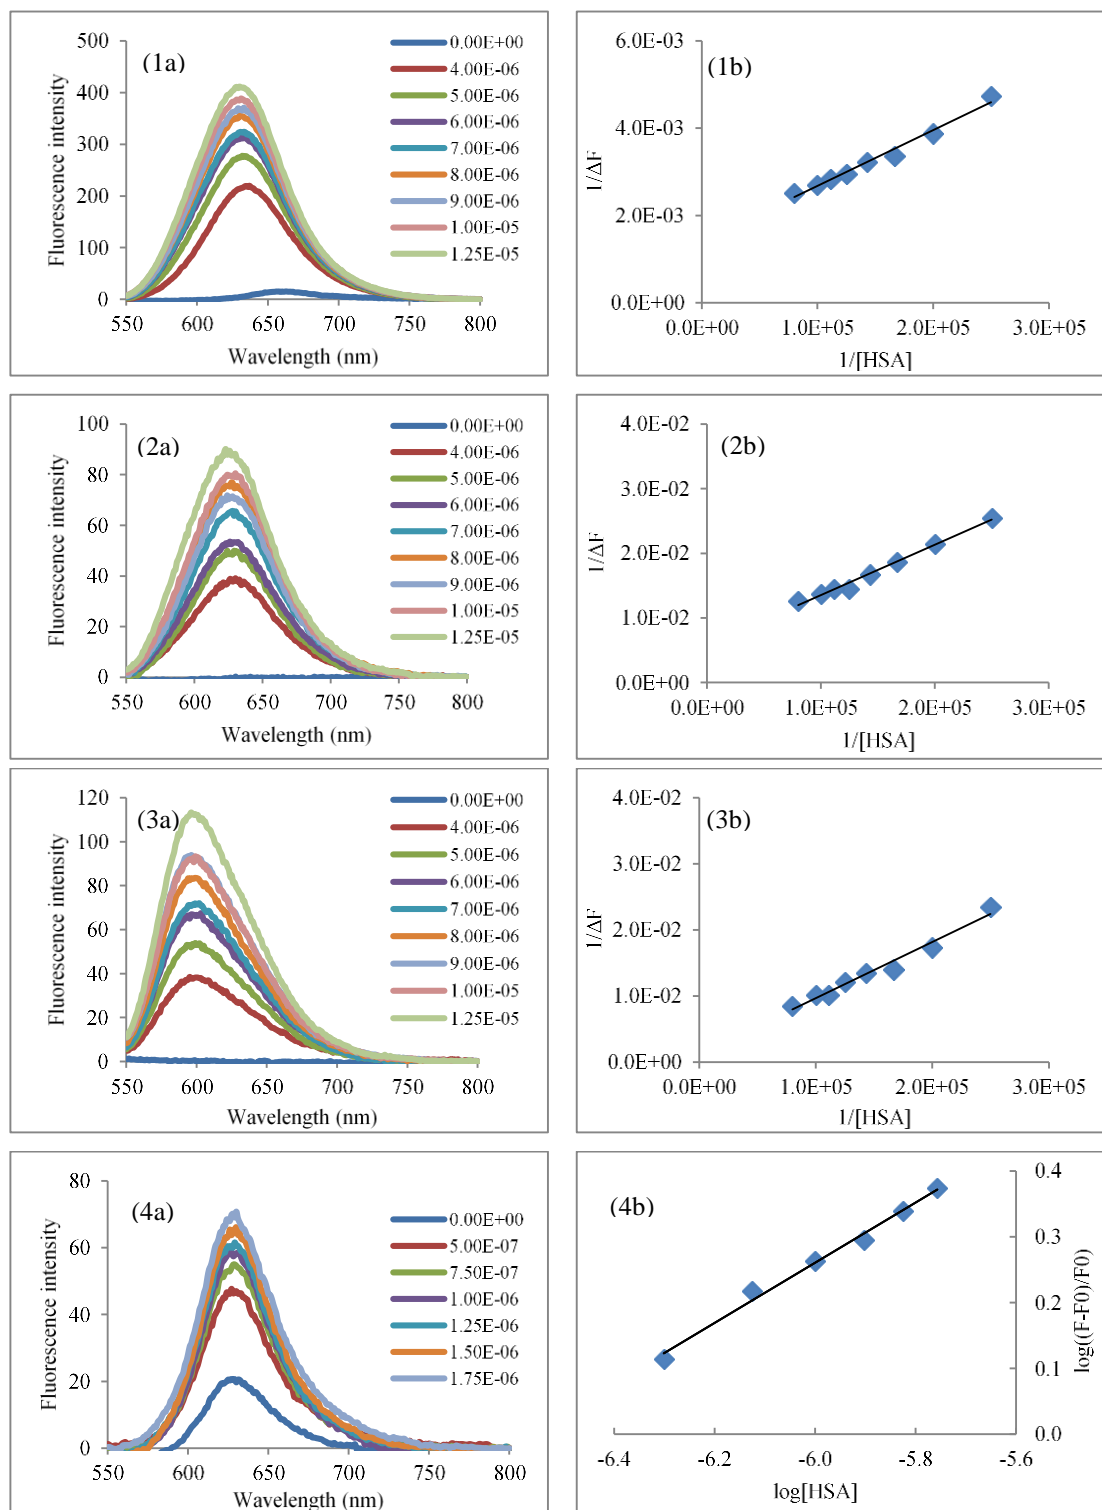 (1a)
Fluorescence intensity
500
400
300
200
100
0
550
600
650
700
750
800
Wavelength (nm)
0.00E+00
4.00E-06
5.00E-06
6.00E-06
7.00E-06
8.00E-06
9.00E-06
1.00E-05
1.25E-05
(1b)
1/ΔF
6.0E-03
4.0E-03
2.0E-03
0.0E+00
0.0E+00
1.0E+05
2.0E+05
3.0E+05
1/[HSA]
(2a)
Fluorescence intensity
100
80
60
40
20
0
550
600
650
700
750
800
Wavelength (nm)
0.00E+00
4.00E-06
5.00E-06
6.00E-06
7.00E-06
8.00E-06
9.00E-06
1.00E-05
1.25E-05
(2b)
1/ΔF
4.0E-02
3.0E-02
2.0E-02
1.0E-02
0.0E+00
0.0E+00
1.0E+05
2.0E+05
3.0E+05
1/[HSA]
(3a)
Fluorescence intensity
120
100
80
60
40
20
0
550
600
650
700
750
800
Wavelength (nm)
0.00E+00
4.00E-06
5.00E-06
6.00E-06
7.00E-06
8.00E-06
9.00E-06
1.00E-05
1.25E-05
(3b)
1/ΔF
4.0E-02
3.0E-02
2.0E-02
1.0E-02
0.0E+00
0.0E+00
1.0E+05
2.0E+05
3.0E+05
1/[HSA]
(4a)
Fluorescence intensity
80
60
40
20
0
550
600
650
700
750
800
Wavelength (nm)
0.00E+00
5.00E-07
7.50E-07
1.00E-06
1.25E-06
1.50E-06
1.75E-06
(4b)
0.4
0.3
0.2
0.1
0.0
log((F-F0)/F0)
-6.4
-6.2
-6.0
-5.8
-5.6
log[HSA]